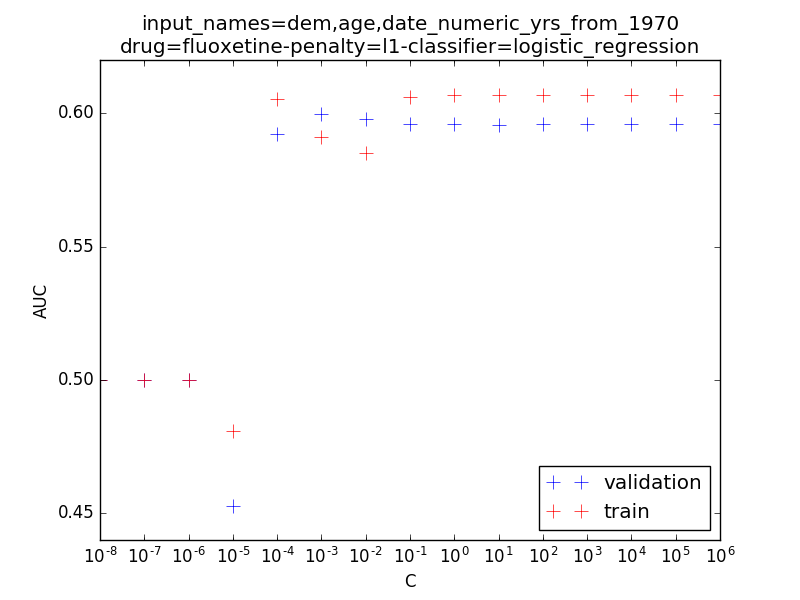 input_names=dem,age,date_numeric_yrs_from_1970
drug=fluoxetine-penalty=l1-classifier=logistic_regression
0.60
0.55
0.50
0.45
AUC
validation
train
10^-8 10^-7 10^-6 10^-5 10^-4 10^-3 10^-2 10^-1 10^0 10^1 10^2 10^3 10^4 10^5 10^6
C